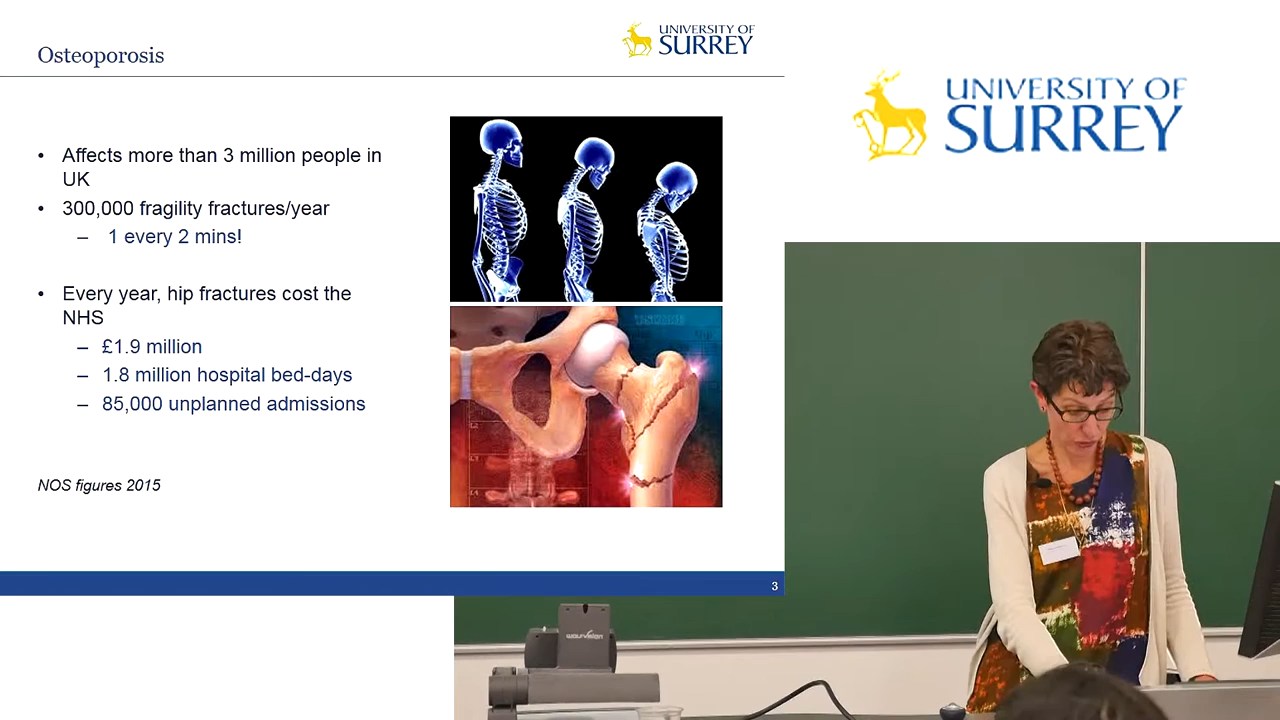 Osteoporosis
UNIVERSITY OF
SURREY
UNIVERSITY OF
SURREY
• Affects more than 3 million people in
UK
• 300,000 fragility fractures/year
– 1 every 2 mins!
• Every year, hip fractures cost the
NHS
– £1.9 million
– 1.8 million hospital bed-days
– 85,000 unplanned admissions
NOS figures 2015
3
WOLFVISION